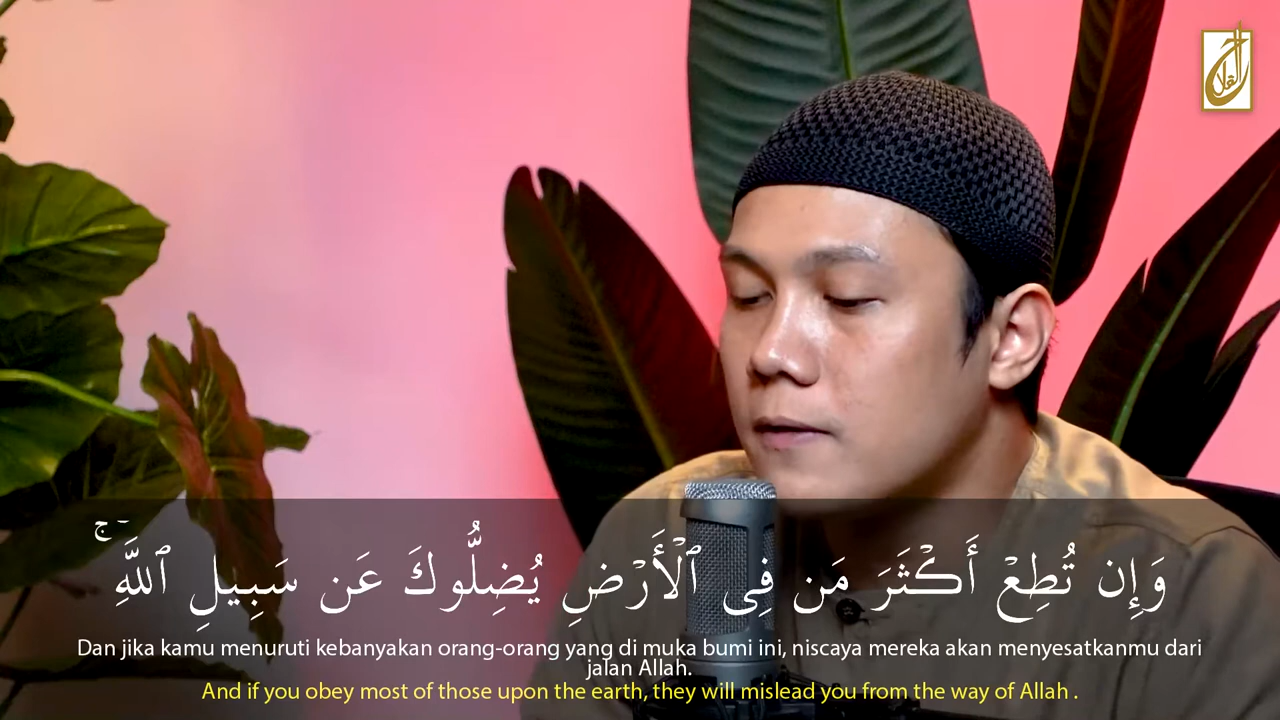 وَإِن تُطِعْ أَكْثَرَ مَن فِى ٱلْأَرْضِ يُضِلُّوكَ عَن سَبِيلِ ٱللَّهِ ۚ
Dan jika kamu menuruti kebanyakan orang-orang yang di muka bumi ini, niscaya mereka akan menyesatkanmu dari
jalan Allah.
And if you obey most of those upon the earth, they will mislead you from the way of Allah .